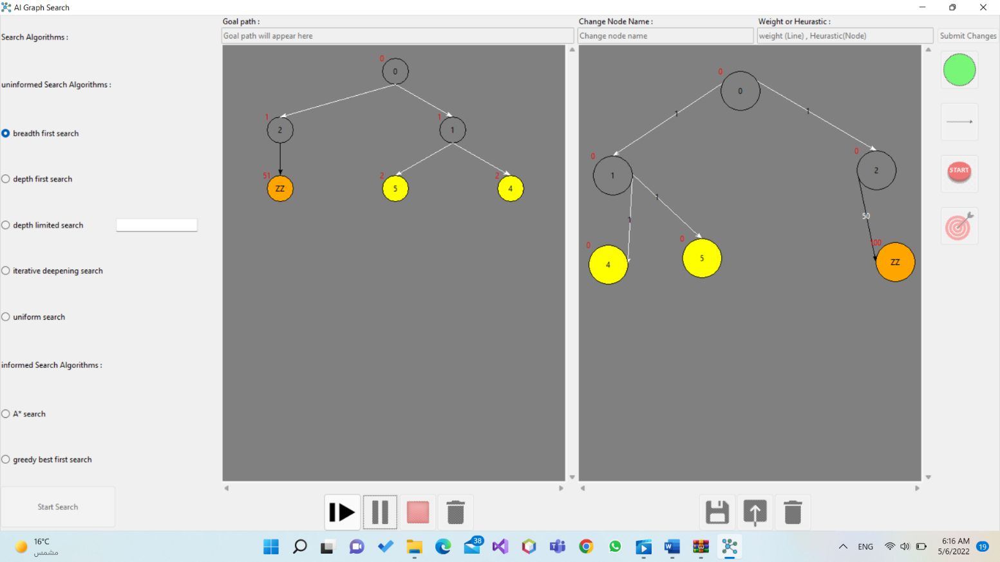 AI Graph Search
Search Algorithms :
uninformed Search Algorithms :
breadth first search
depth first search
depth limited search
iterative deepening search
uniform search
informed Search Algorithms :
A* search
greedy best first search
Start Search
Goal path :
Goal path will appear here
0
0
1
2
1
1
51
ZZ
2
5
2
4
Change Node Name :
Change node name
Weight or Heurastic :
weight (Line) , Heurastic(Node)
Submit Changes
0
0
1
1
0
1
0
2
1
1
50
0
4
0
5
100
ZZ
START
16°C
مشمس
38
ENG
6:16 AM
5/6/2022
19